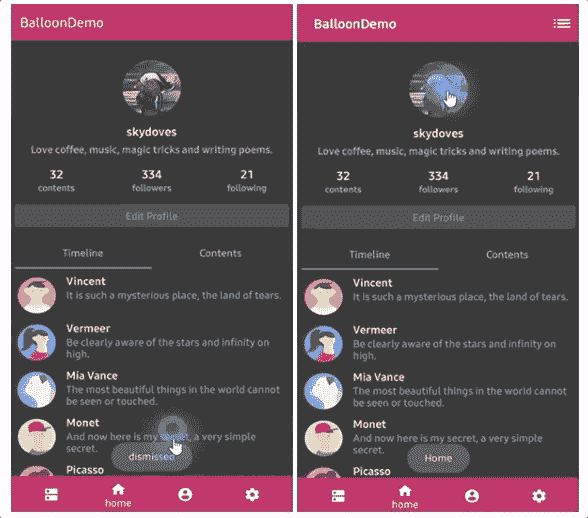 BalloonDemo
skydoves
Love coffee, music, magic tricks and writing poems.
32 334 21
contents followers following
Edit Profile
Timeline Contents
Vincent
It is such a mysterious place, the land of tears.
Vermeer
Be clearly aware of the stars and infinity on
high.
Mia Vance
The most beautiful things in the world cannot
be seen or touched.
Monet
And now here is my secret, a very simple
secret.
dismissed
Picasso
home
BalloonDemo
skydoves
Love coffee, music, magic tricks and writing poems.
32 334 21
contents followers following
Edit Profile
Timeline Contents
Vincent
It is such a mysterious place, the land of tears.
Vermeer
Be clearly aware of the stars and infinity on
high.
Mia Vance
The most beautiful things in the world cannot
be seen or touched.
Monet
And now here is my secret, a very simple
secret.
Home
Picasso
home